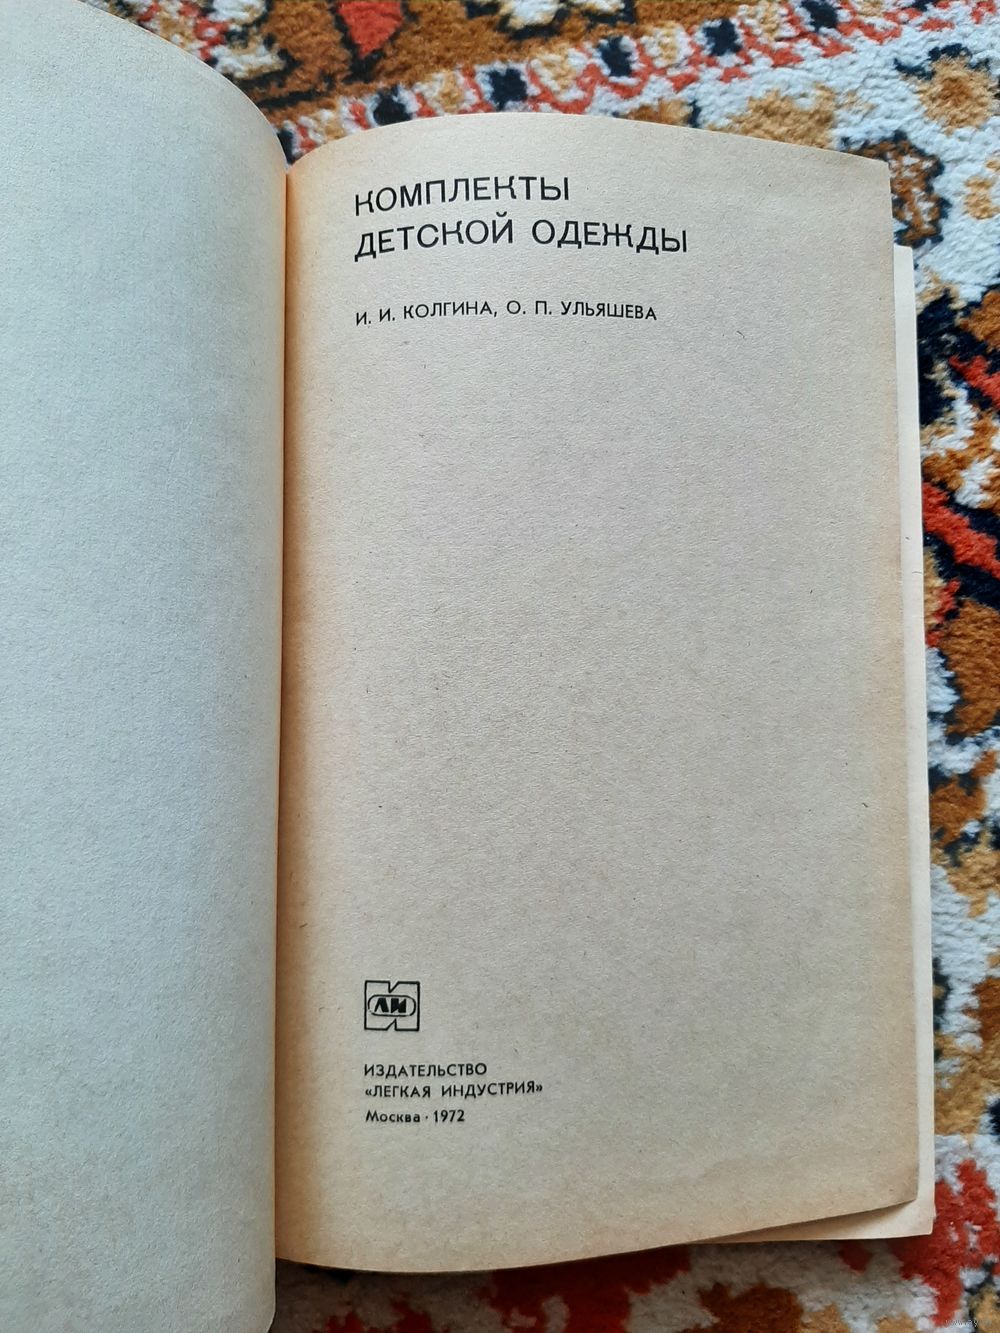 КОМПЛЕКТЫ
ДЕТСКОЙ ОДЕЖДЫ
И. И. КОЛГИНА, О. П. УЛЬЯШЕВА
ЛИ
ИЗДАТЕЛЬСТВО
«ЛЕГКАЯ ИНДУСТРИЯ»
Москва · 1972